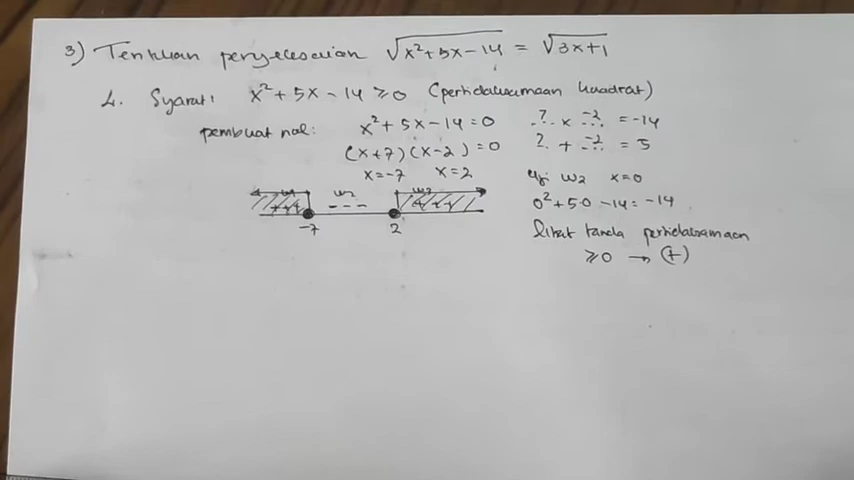 3) Tentukan penyelesaian √x²+5x-14 = √3x+1
L. Syarat: x²+5x-14 ≥ 0 (pertidaksamaan kuadrat)
pembuat nol: x²+5x-14=0
(x+7)(x-2)=0
x=-7 x=2
w1 w2 w3
+++ --- +++
-7 2
7 x -2 = -14
7 + -2 = 5
Uji w2 x=0
0²+5.0-14=-14
lihat tanda pertidaksamaan
≥0 → (+)